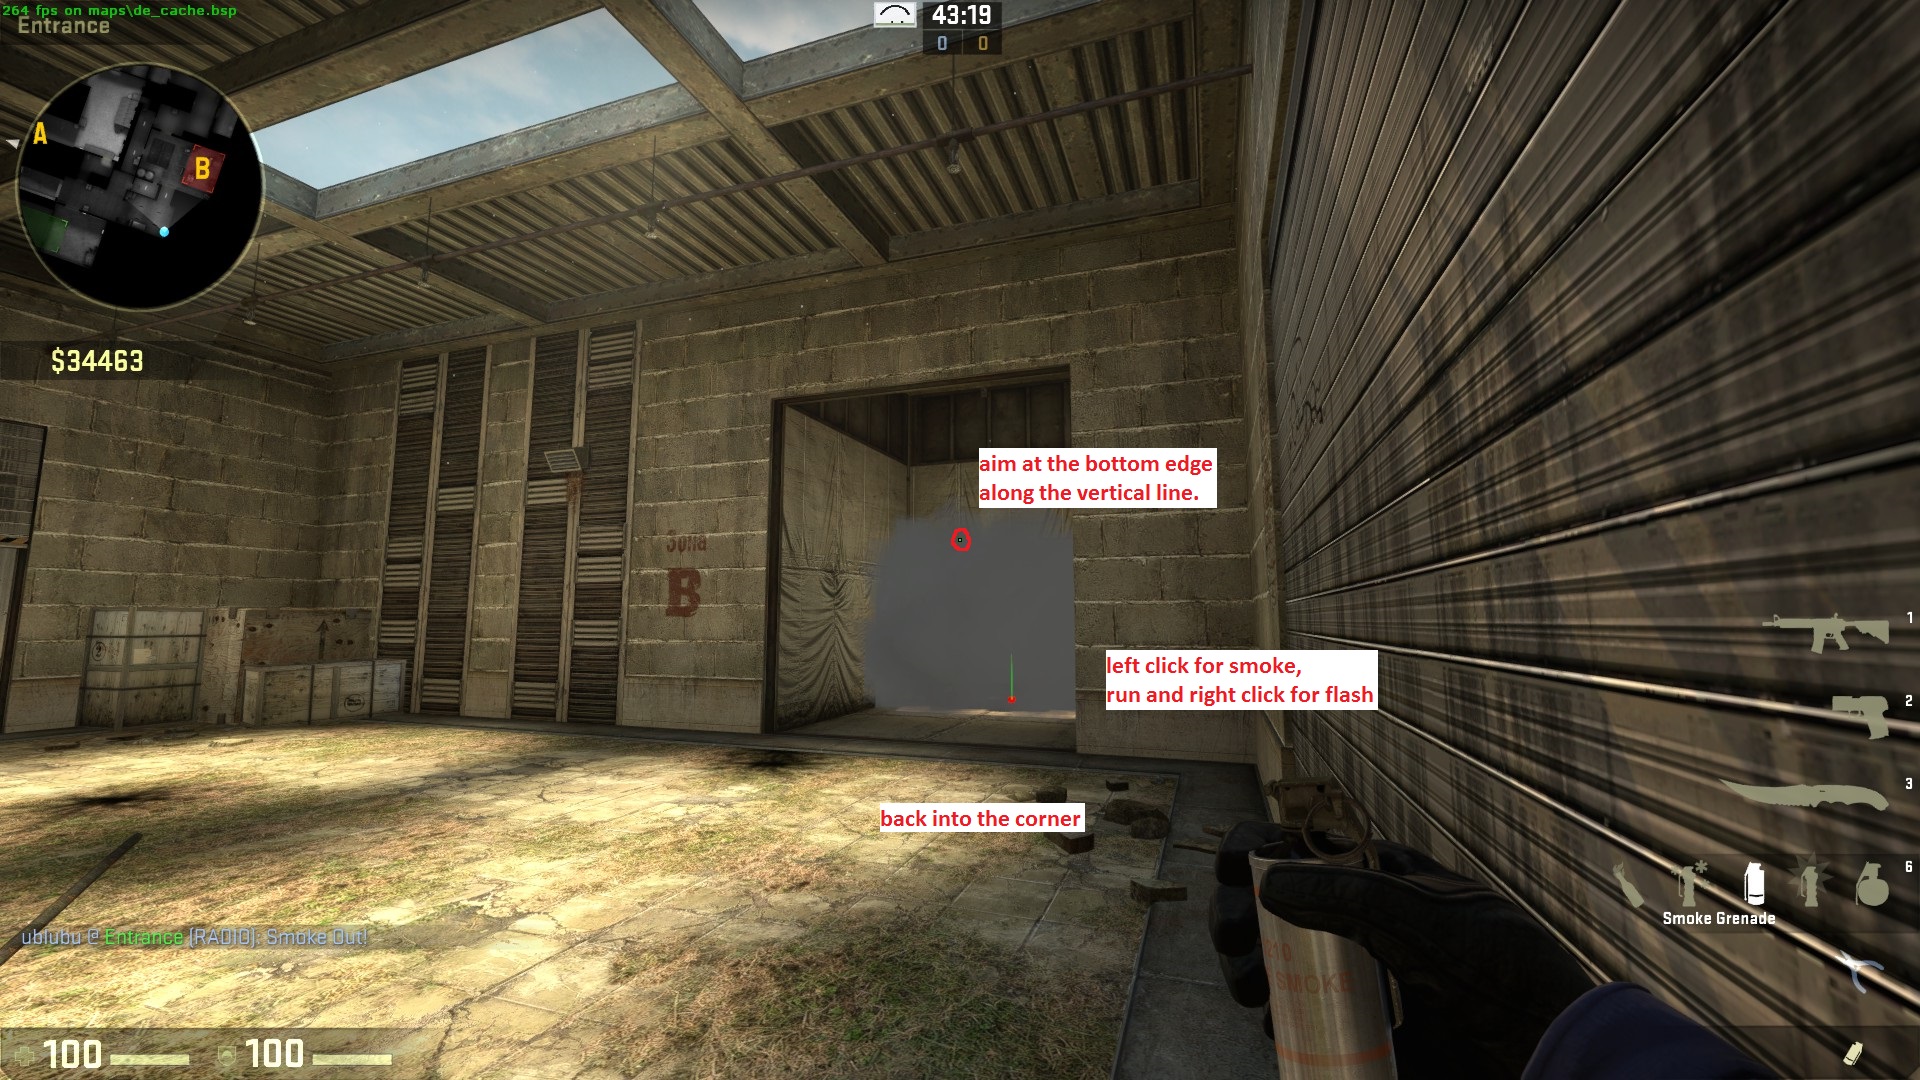 264 fps on maps\de_cache.bsp
Entrance
43:19
0 0
A
B
$34463
aim at the bottom edge
along the vertical line.
B
left click for smoke,
run and right click for flash
1
2
3
back into the corner
6
Smoke Grenade
ublubu @ Entrance (RADIO): Smoke Out!
SMOKE
100 100